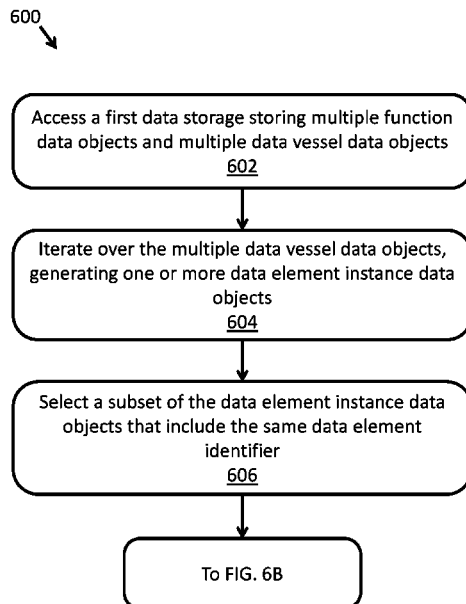 600
Access a first data storage storing multiple function
data objects and multiple data vessel data objects
602
Iterate over the multiple data vessel data objects,
generating one or more data element instance data
objects
604
Select a subset of the data element instance data
objects that include the same data element
identifier
606
To FIG. 6B